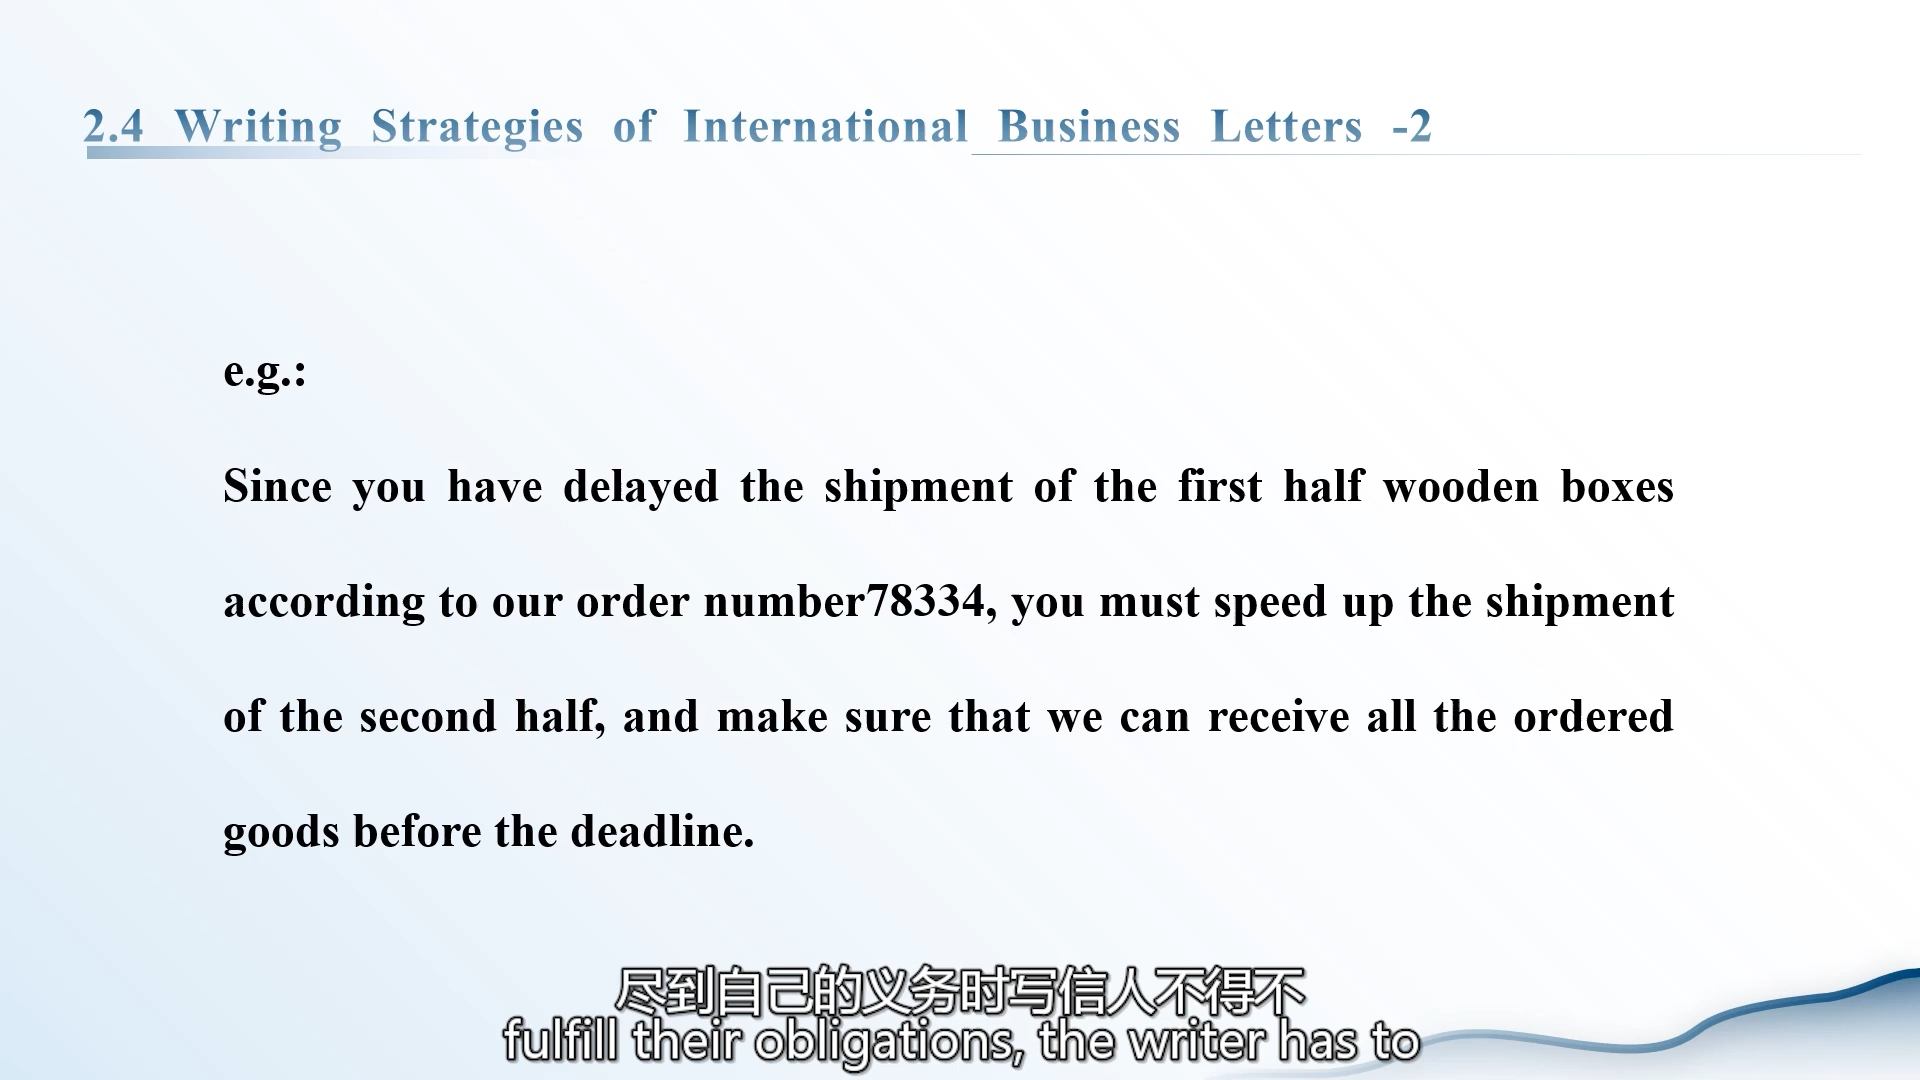 2.4 Writing Strategies of International Business Letters -2
e.g.:
Since you have delayed the shipment of the first half wooden boxes
according to our order number78334, you must speed up the shipment
of the second half, and make sure that we can receive all the ordered
goods before the deadline.
尽到自己的义务时写信人不得不
fulfill their obligations, the writer has to